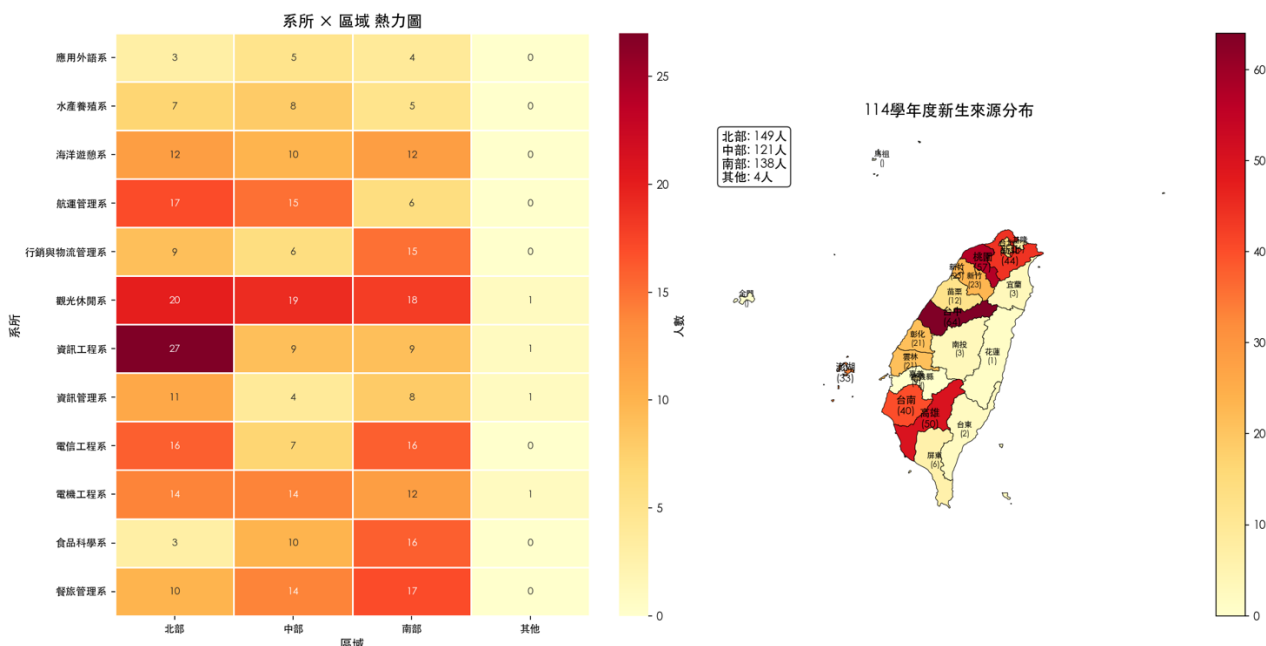 系所 × 區域 熱力圖
系所
應用外語系 3 5 4 0
水產養殖系 7 8 5 0
海洋遊憩系 12 10 12 0
航運管理系 17 15 6 0
行銷與物流管理系 9 6 15 0
觀光休閒系 20 19 18 1
資訊工程系 27 9 9 1
資訊管理系 11 4 8 1
電信工程系 16 7 16 0
電機工程系 14 14 12 1
食品科學系 3 10 16 0
餐旅管理系 10 14 17 0
北部 中部 南部 其他
區域
25
20
15
10
5
0
人數
114學年度新生來源分布
北部: 149人
中部: 121人
南部: 138人
其他: 4人
馬祖
金門
桃園
(57)
(44)
新竹
新竹
(23)
宜蘭
(3)
苗栗
(12)
台中
彰化
(21)
南投
(3)
花蓮
(1)
雲林
(21)
澎湖
(33)
台南
(40)
高雄
(50)
台東
(2)
屏東
(6)
60
50
40
30
20
10
0